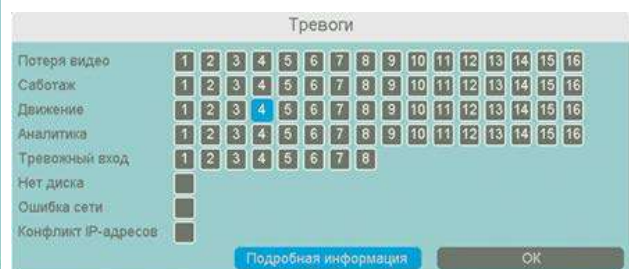 Тревоги
Потеря видео 1 2 3 4 5 6 7 8 9 10 11 12 13 14 15 16
Саботаж 1 2 3 4 5 6 7 8 9 10 11 12 13 14 15 16
Движение 1 2 3 4 5 6 7 8 9 10 11 12 13 14 15 16
Аналитика 1 2 3 4 5 6 7 8 9 10 11 12 13 14 15 16
Тревожный вход 1 2 3 4 5 6 7 8
Нет диска
Ошибка сети
Конфликт IP-адресов
Подробная информация OK